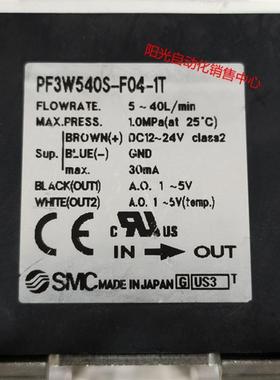 阳光自动化销售中心
PF3W540S-F04-1T
FLOWRATE. 5~40L/min
MAX.PRESS. 1.0MPa(at 25°C)
BROWN(+) DC12~24V class2
Sup. BLUE(-) GND
max. 30mA
BLACK(OUT1) A.O. 1~5V
WHITE(OUT2) A.O. 1~5V(temp.)
CE C US IN → OUT
SMC MADE IN JAPAN G US3 T